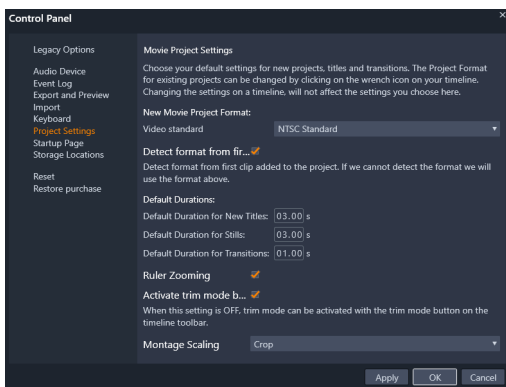 Control Panel
×
Legacy Options
Audio Device
Event Log
Export and Preview
Import
Keyboard
Project Settings
Startup Page
Storage Locations
Reset
Restore purchase
Movie Project Settings
Choose your default settings for new projects, titles and transitions. The Project Format
for existing projects can be changed by clicking on the wrench icon on your timeline.
Changing the settings on a timeline, will not affect the settings you choose here.
New Movie Project Format:
Video standard NTSC Standard
Detect format from fir...
Detect format from first clip added to the project. If we cannot detect the format we will
use the format above.
Default Durations:
Default Duration for New Titles: 03.00 s
Default Duration for Stills: 03.00 s
Default Duration for Transitions: 01.00 s
Ruler Zooming
Activate trim mode b...
When this setting is OFF, trim mode can be activated with the trim mode button on the
timeline toolbar.
Montage Scaling Crop
Apply OK Cancel